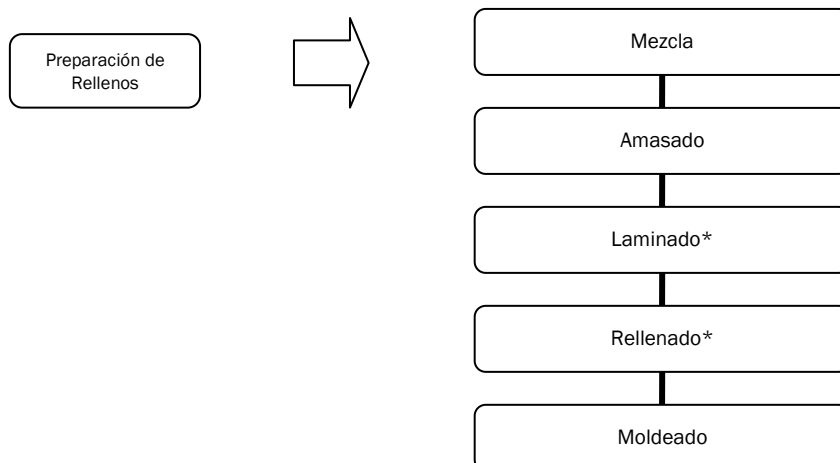 Preparación de
Rellenos
Mezcla
Amasado
Laminado*
Rellenado*
Moldeado